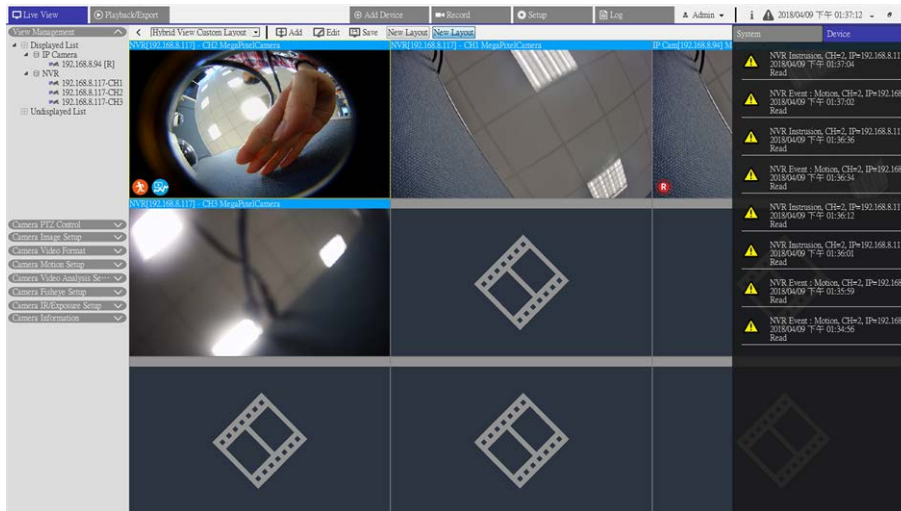 Live View
Playback/Export
Add Device
Record
Setup
Log
Admin
2018/04/09 下午 01:37:12
View Management
Displayed List
IP Camera
192.168.8.94 [R]
NVR
192.168.8.117-CH1
192.168.8.117-CH2
192.168.8.117-CH3
Undisplayed List
Camera PTZ Control
Camera Image Setup
Camera Video Format
Camera Motion Setup
Camera Video Analysis Se...
Camera Fisheye Setup
Camera IR/Exposure Setup
Camera Information
[Hybrid View Custom Layout
Add
Edit
Save
New Layout
New Layout
NVR[192.168.8.117] - CH2 MegaPixelCamera
NVR[192.168.8.117] - CH1 MegaPixelCamera
IP Cam[192.168.8.94] M
R
NVR[192.168.8.117] - CH3 MegaPixelCamera
System
Device
NVR Instrusion, CH=2, IP=192.168.8.11
2018/04/09 下午 01:37:04
Read
NVR Event : Motion, CH=2, IP=192.168
2018/04/09 下午 01:37:02
Read
NVR Instrusion, CH=2, IP=192.168.8.11
2018/04/09 下午 01:36:36
Read
NVR Event : Motion, CH=2, IP=192.168
2018/04/09 下午 01:36:34
Read
NVR Instrusion, CH=2, IP=192.168.8.11
2018/04/09 下午 01:36:12
Read
NVR Instrusion, CH=2, IP=192.168.8.11
2018/04/09 下午 01:36:01
Read
NVR Event : Motion, CH=2, IP=192.168
2018/04/09 下午 01:35:59
Read
NVR Event : Motion, CH=2, IP=192.168
2018/04/09 下午 01:34:56
Read